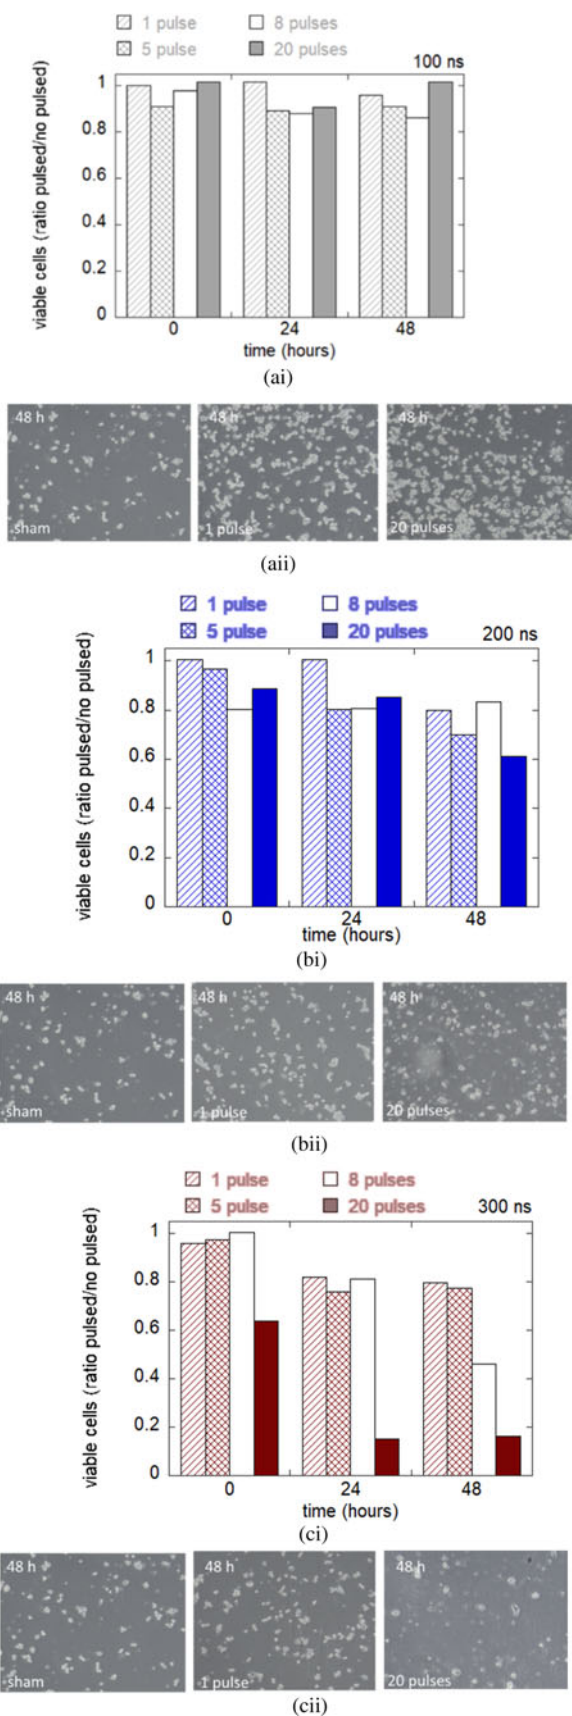 1 pulse 8 pulses
5 pulse 20 pulses
100 ns
viable cells (ratio pulsed/no pulsed)
1
0.8
0.6
0.4
0.2
0
0 24 48
time (hours)
(ai)
48 h 48 h 48 h
sham 1 pulse 20 pulses
(aii)
1 pulse 8 pulses
5 pulse 20 pulses
200 ns
viable cells (ratio pulsed/no pulsed)
1
0.8
0.6
0.4
0.2
0
0 24 48
time (hours)
(bi)
48 h 48 h 48 h
sham 1 pulse 20 pulses
(bii)
1 pulse 8 pulses
5 pulse 20 pulses
300 ns
viable cells (ratio pulsed/no pulsed)
1
0.8
0.6
0.4
0.2
0
0 24 48
time (hours)
(ci)
48 h 48 h 48 h
sham 1 pulse 20 pulses
(cii)